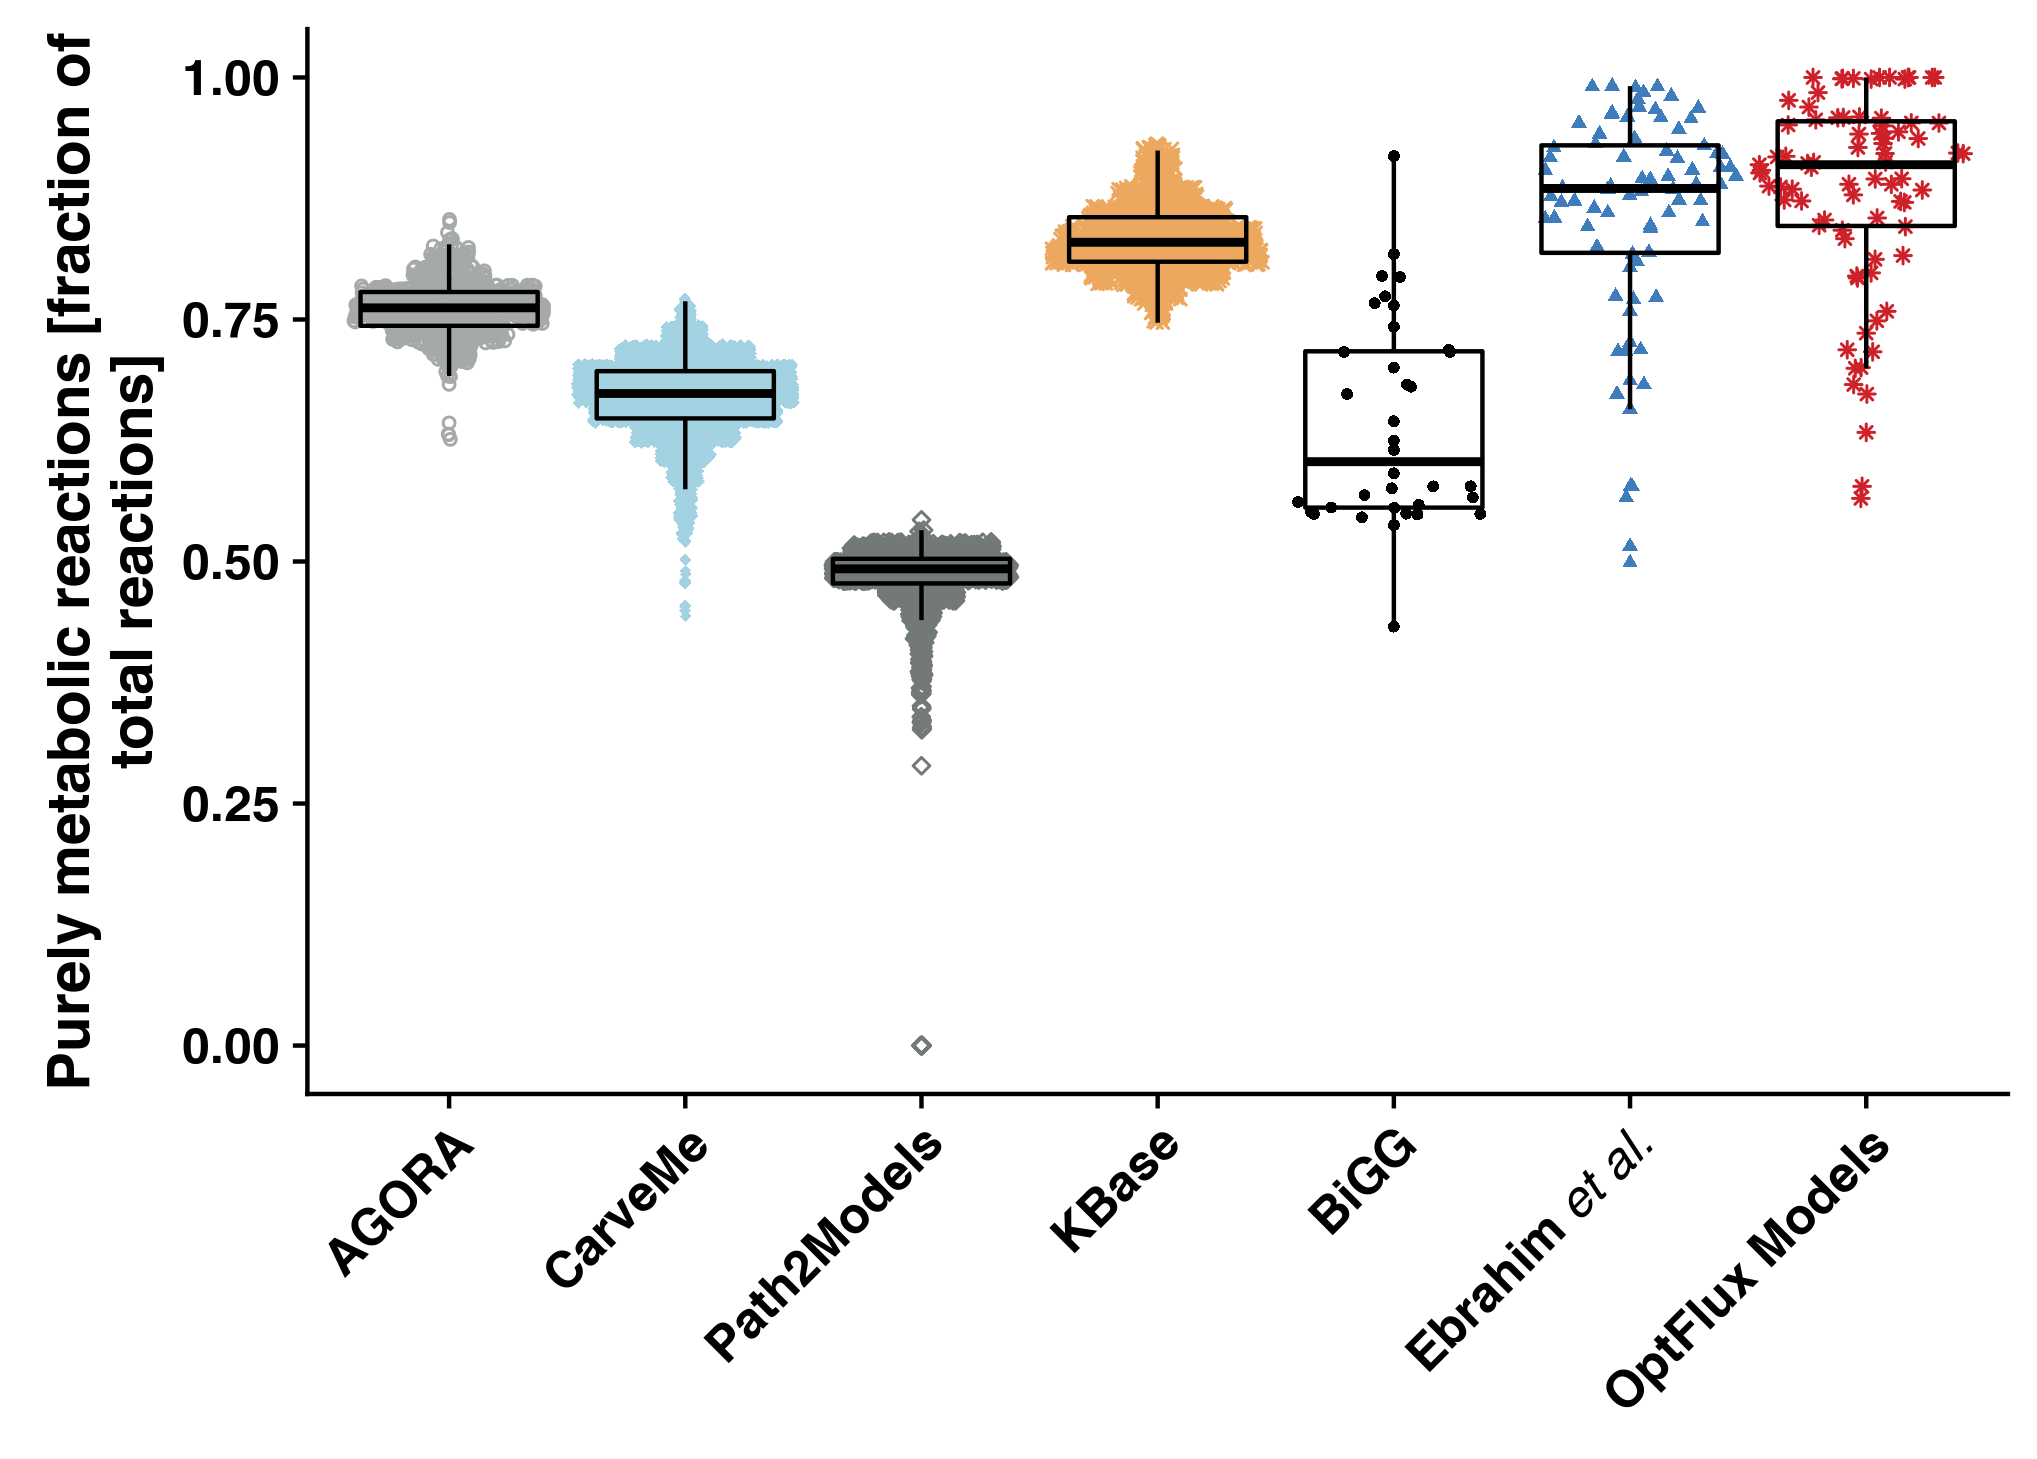 Purely metabolic reactions [fraction of
total reactions]
1.00
0.75
0.50
0.25
0.00
AGORA
CarveMe
Path2Models
KBase
BiGG
Ebrahim et al.
OptFlux Models